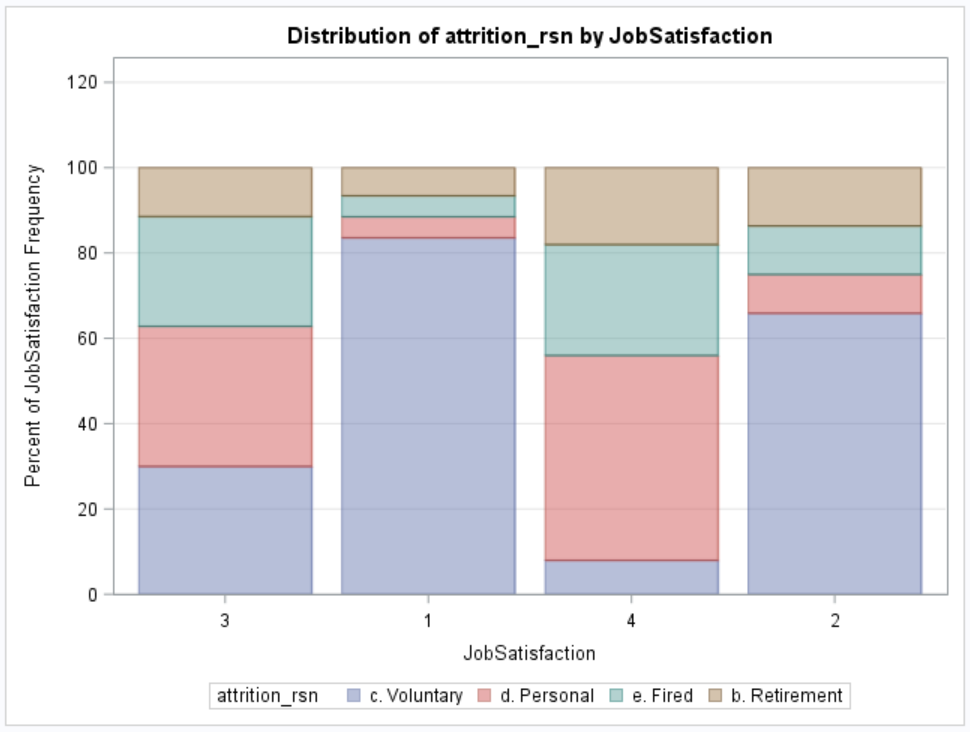 Distribution of attrition_rsn by JobSatisfaction
Percent of JobSatisfaction Frequency
120
100
80
60
40
20
0
3 1 4 2
JobSatisfaction
attrition_rsn c. Voluntary d. Personal e. Fired b. Retirement